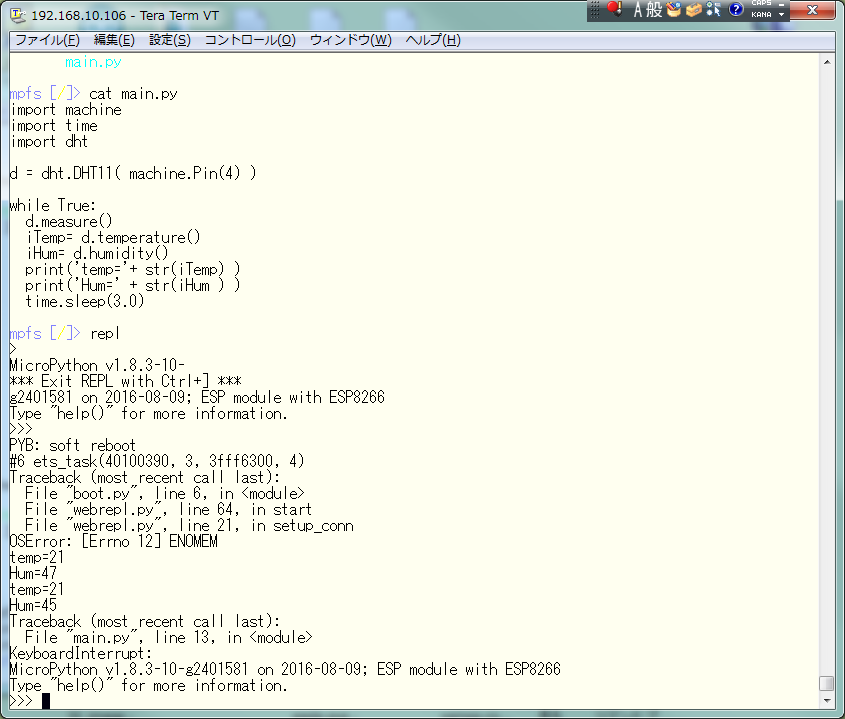 192.168.10.106 - Tera Term VT
A 般
CAPS
KANA
ファイル(F) 編集(E) 設定(S) コントロール(O) ウィンドウ(W) ヘルプ(H)
main.py
mpfs [/]> cat main.py
import machine
import time
import dht
d = dht.DHT11( machine.Pin(4) )
while True:
d.measure()
iTemp= d.temperature()
iHum= d.humidity()
print('temp='+ str(iTemp) )
print('Hum=' + str(iHum ) )
time.sleep(3.0)
mpfs [/]> repl
>
MicroPython v1.8.3-10-
*** Exit REPL with Ctrl+] ***
g2401581 on 2016-08-09; ESP module with ESP8266
Type "help()" for more information.
>>>
PYB: soft reboot
#6 ets_task(40100390, 3, 3fff6300, 4)
Traceback (most recent call last):
File "boot.py", line 6, in <module>
File "webrepl.py", line 64, in start
File "webrepl.py", line 21, in setup_conn
OSError: [Errno 12] ENOMEM
temp=21
Hum=47
temp=21
Hum=45
Traceback (most recent call last):
File "main.py", line 13, in <module>
KeyboardInterrupt:
MicroPython v1.8.3-10-g2401581 on 2016-08-09; ESP module with ESP8266
Type "help()" for more information.
>>>